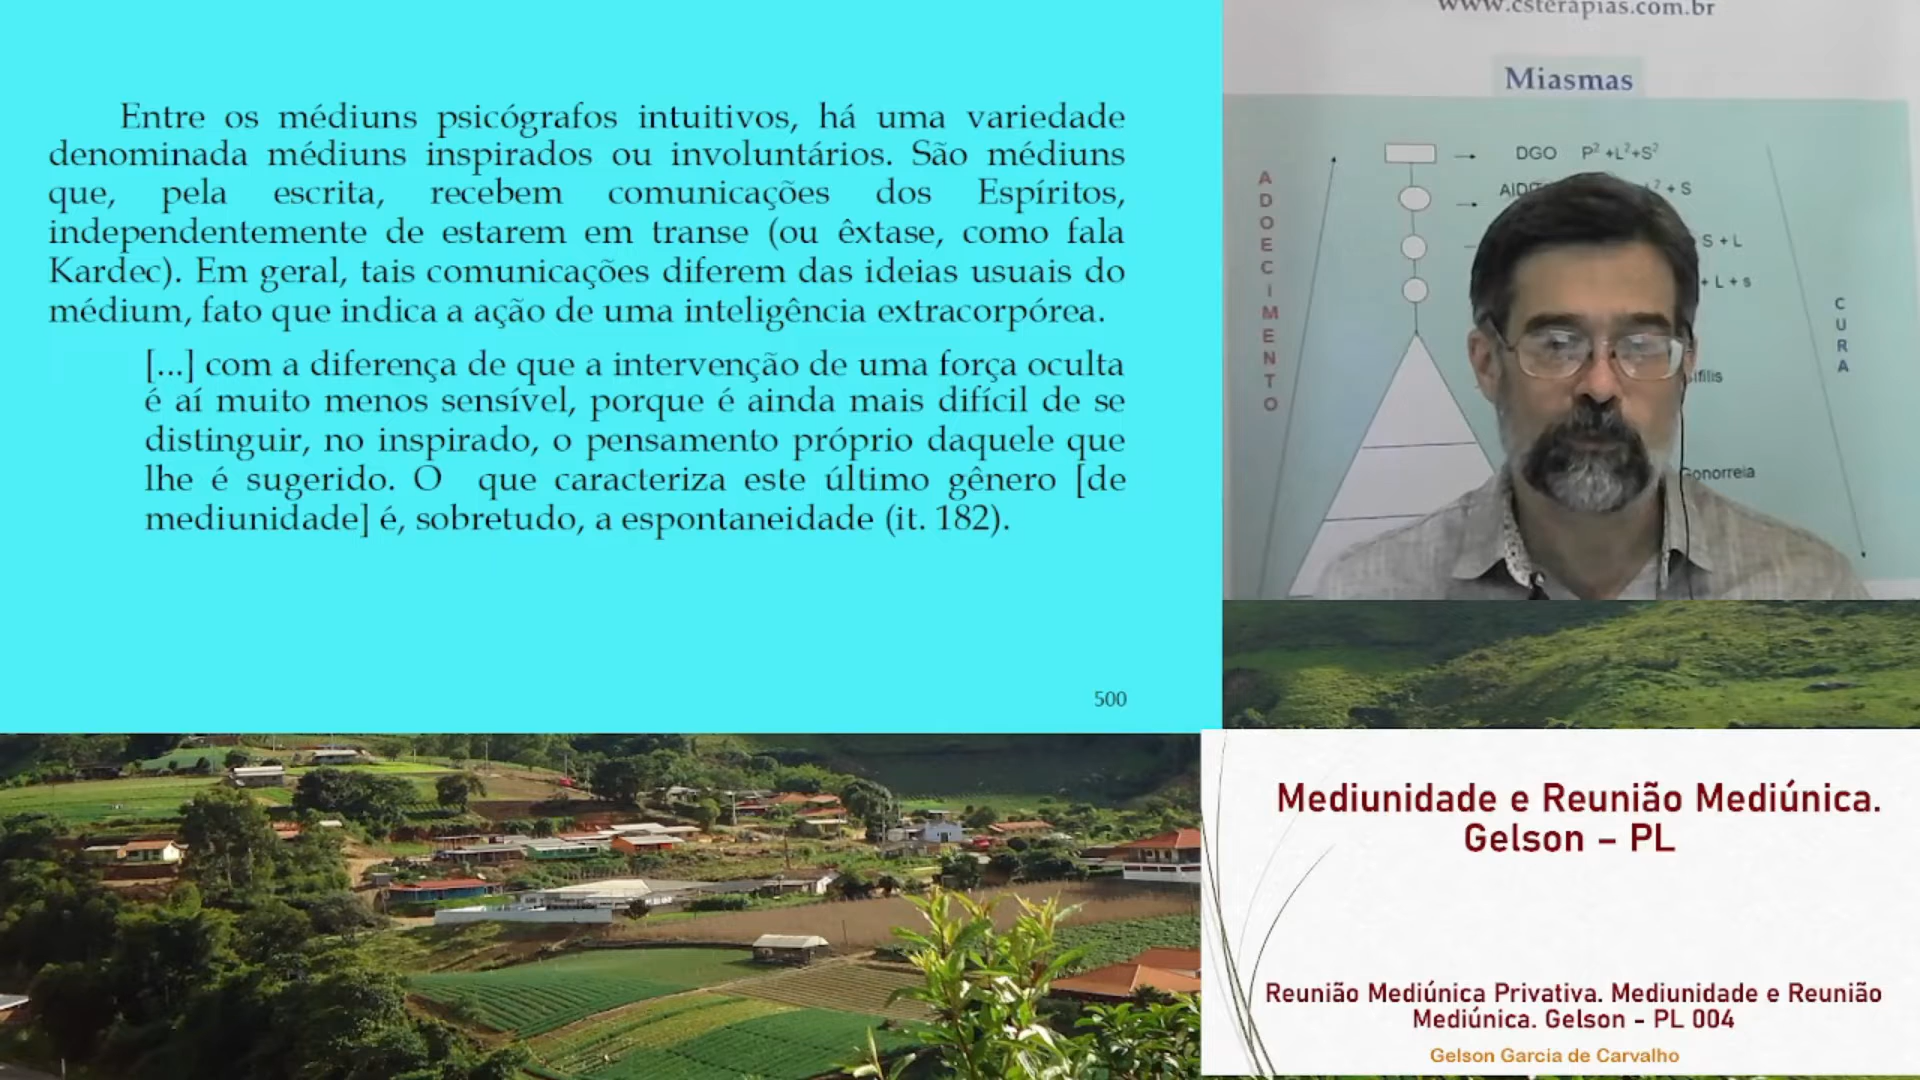 Entre os médiuns psicógrafos intuitivos, há uma variedade
denominada médiuns inspirados ou involuntários. São médiuns
que, pela escrita, recebem comunicações dos Espíritos,
independentemente de estarem em transe (ou êxtase, como fala
Kardec). Em geral, tais comunicações diferem das ideias usuais do
médium, fato que indica a ação de uma inteligência extracorpórea.
[...] com a diferença de que a intervenção de uma força oculta
é aí muito menos sensível, porque é ainda mais difícil de se
distinguir, no inspirado, o pensamento próprio daquele que
lhe é sugerido. O que caracteriza este último gênero [de
mediunidade] é, sobretudo, a espontaneidade (it. 182).
500
www.csterapias.com.br
Miasmas
DGO P² +L²+S²
+ S
S + L
+ L + s
Gonorreia
ADOECIMENTO
CURA
Mediunidade e Reunião Mediúnica.
Gelson – PL
Reunião Mediúnica Privativa. Mediunidade e Reunião
Mediúnica. Gelson - PL 004
Gelson Garcia de Carvalho